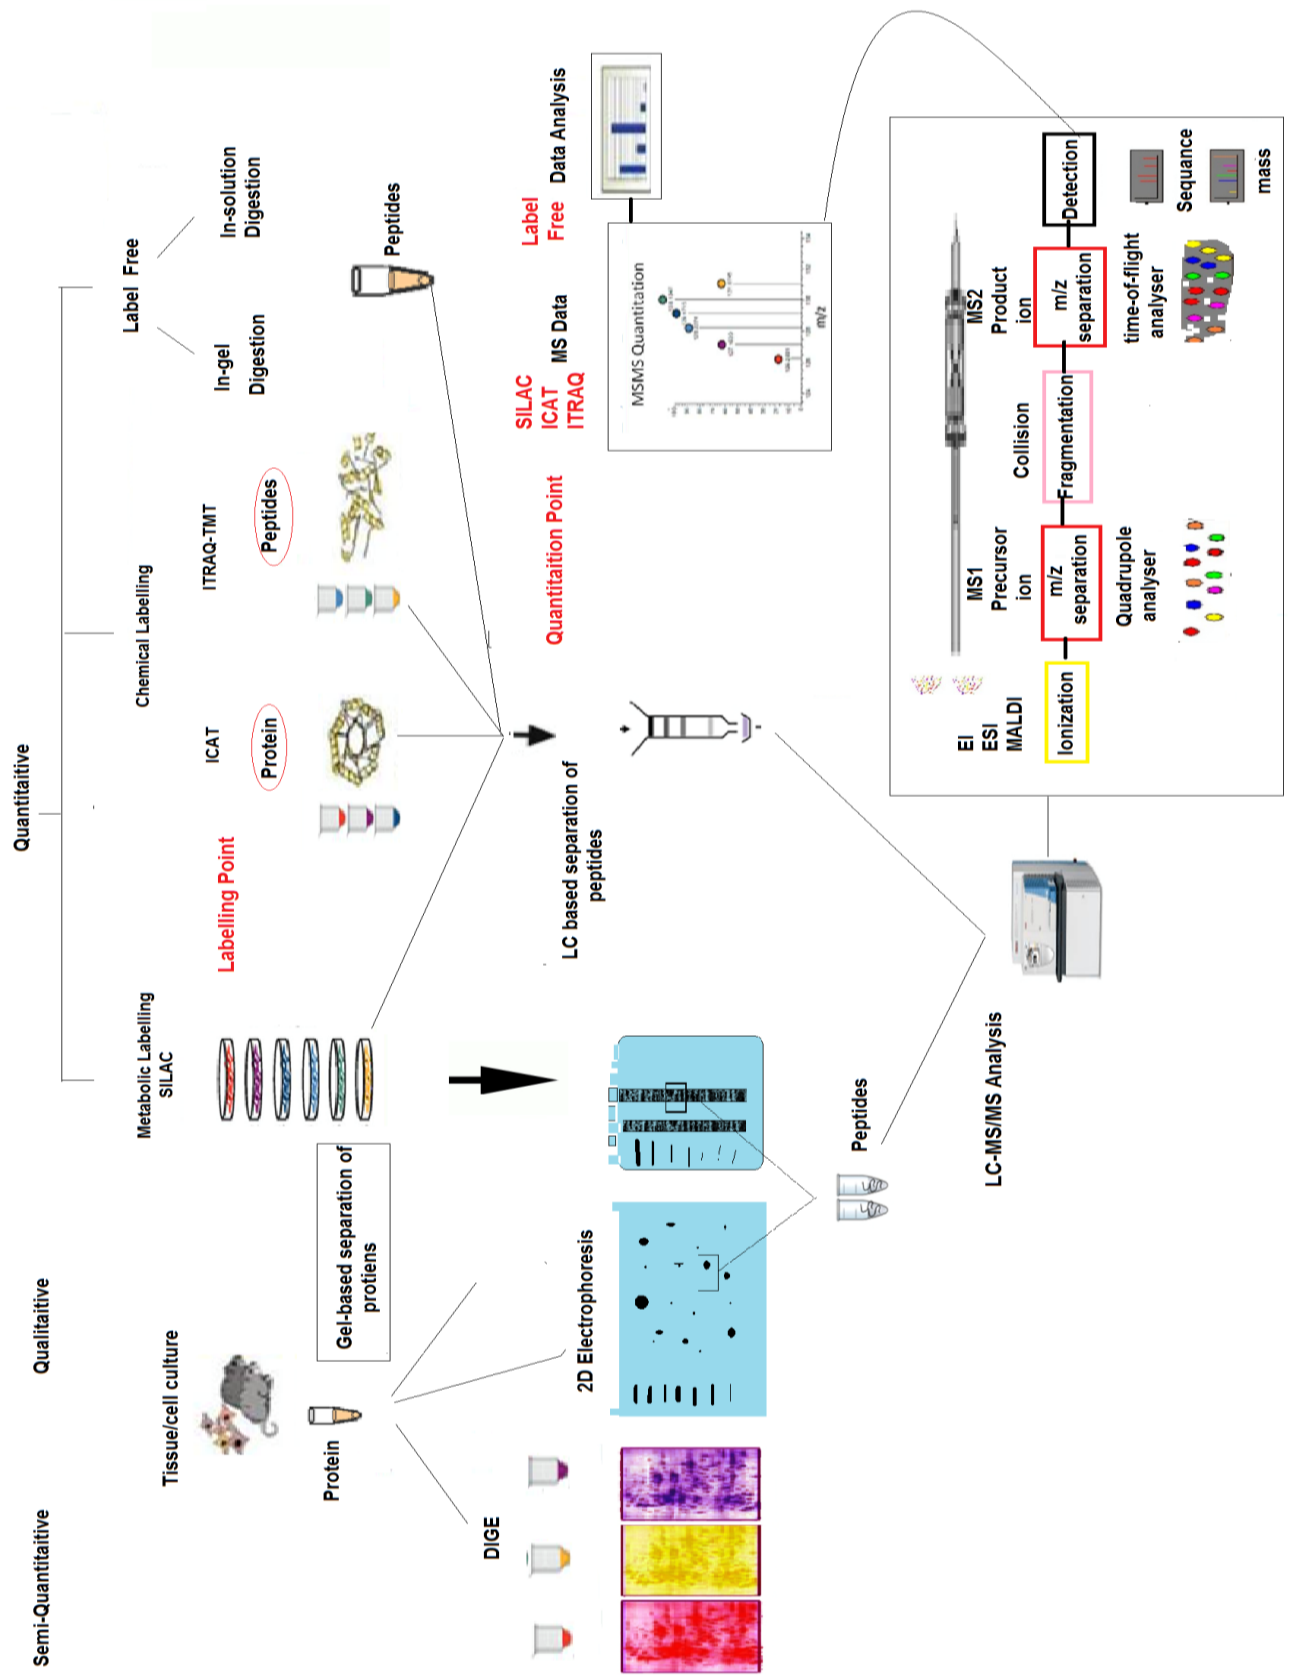 Semi-Quantitaitive
Qualitaitive
Quantitaitive
Tissue/cell culture
Protein
Gel-based separation of
protiens
DIGE
2D Electrophoresis
Metabolic Labelling
SILAC
Labelling Point
Chemical Labelling
ICAT
Protein
ITRAQ-TMT
Peptides
Label Free
In-gel
Digestion
In-solution
Digestion
Peptides
LC based separation of
peptides
Peptides
LC-MS/MS Analysis
Quantitaition Point
SILAC
ICAT
ITRAQ
MS Data
Label
Free
Data Analysis
MSMS Quantitation
m/z
EI
ESI
MALDI
Ionization
MS1
Precursor
ion
m/z
separation
Quadrupole
analyser
Collision
Fragmentation
MS2
Product
ion
m/z
separation
time-of-flight
analyser
Detection
Sequance
mass